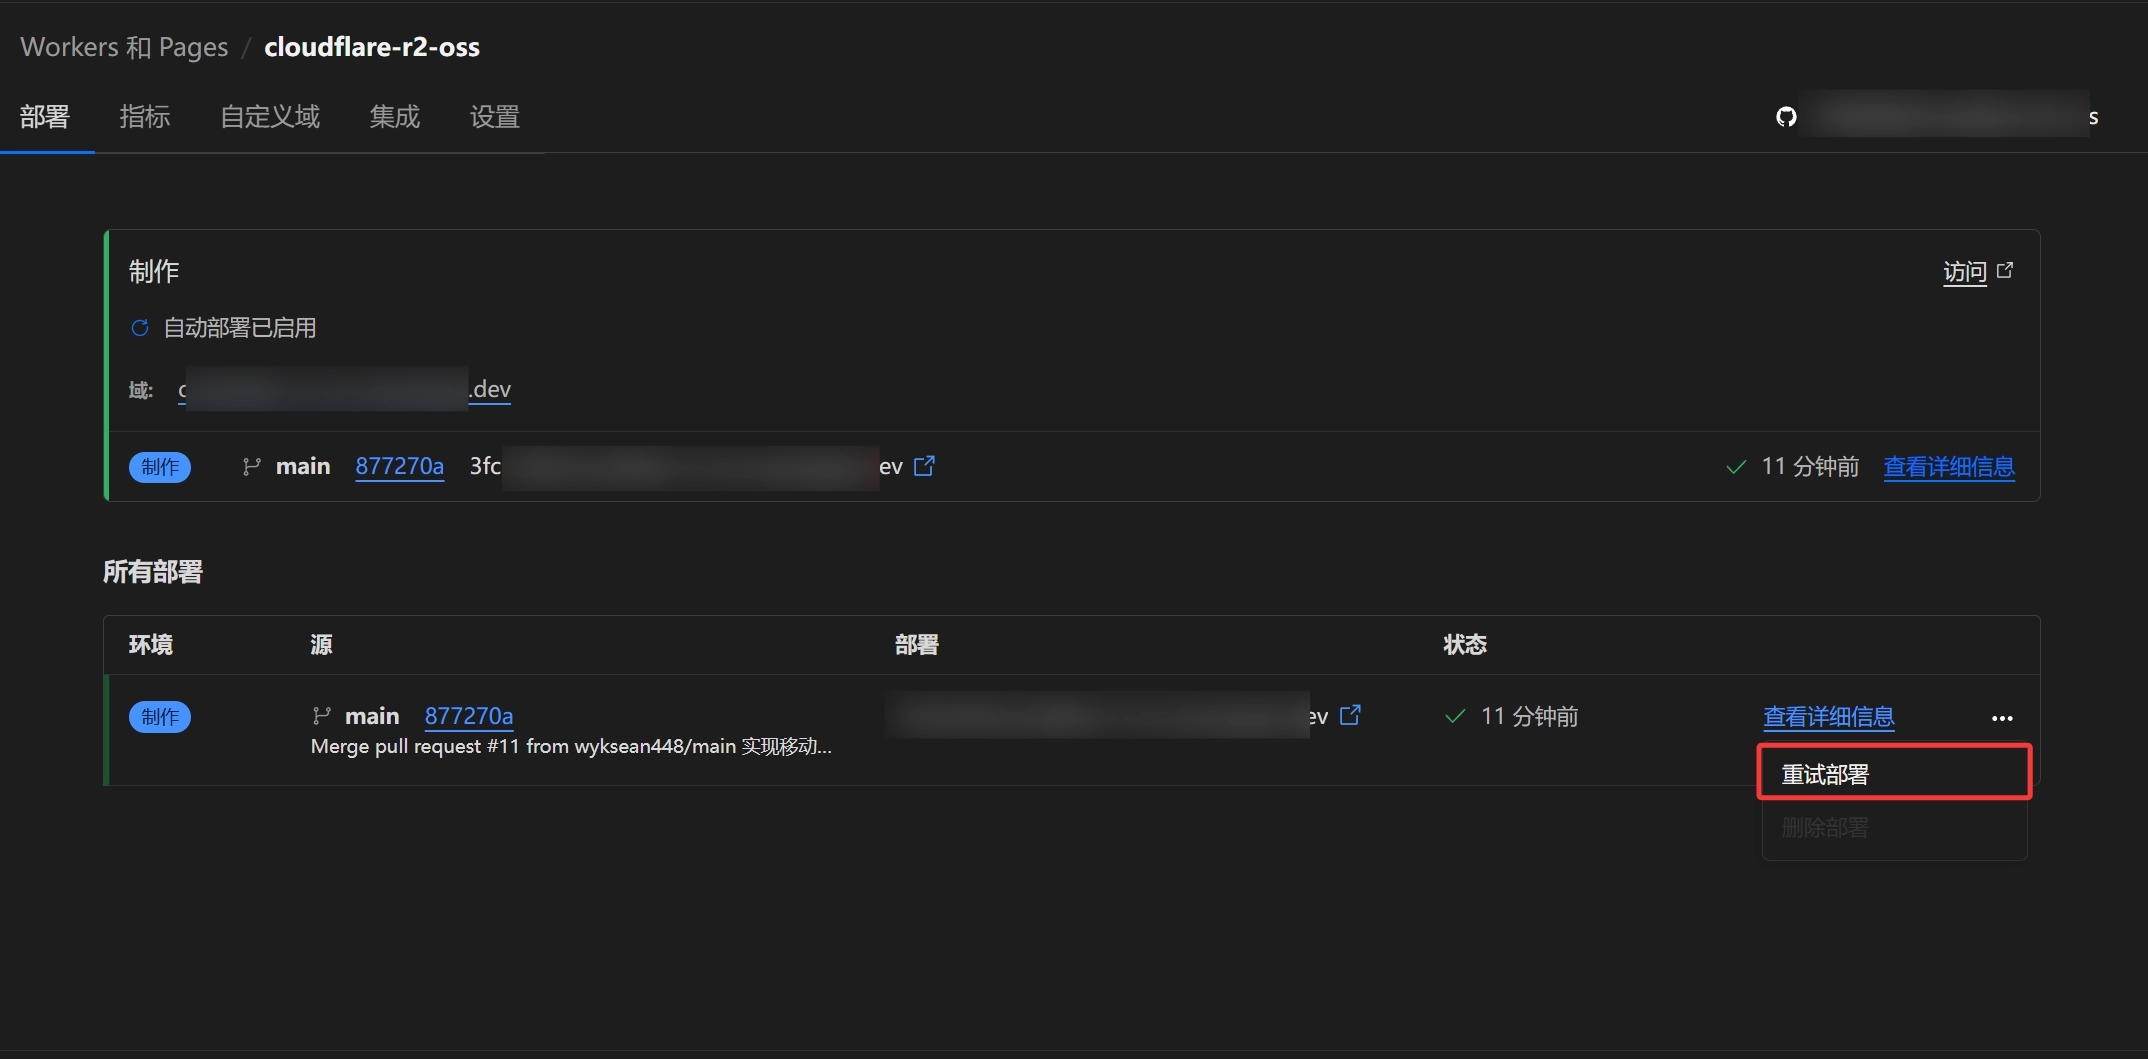 Workers 和 Pages / cloudflare-r2-oss
部署 指标 自定义域 集成 设置
制作 访问
自动部署已启用
域: .dev
制作 main 877270a 3fc ev 11 分钟前 查看详细信息
所有部署
环境 源 部署 状态
制作 main 877270a ev 11 分钟前 查看详细信息 ...
Merge pull request #11 from wyksean448/main 实现移动...
重试部署
删除部署